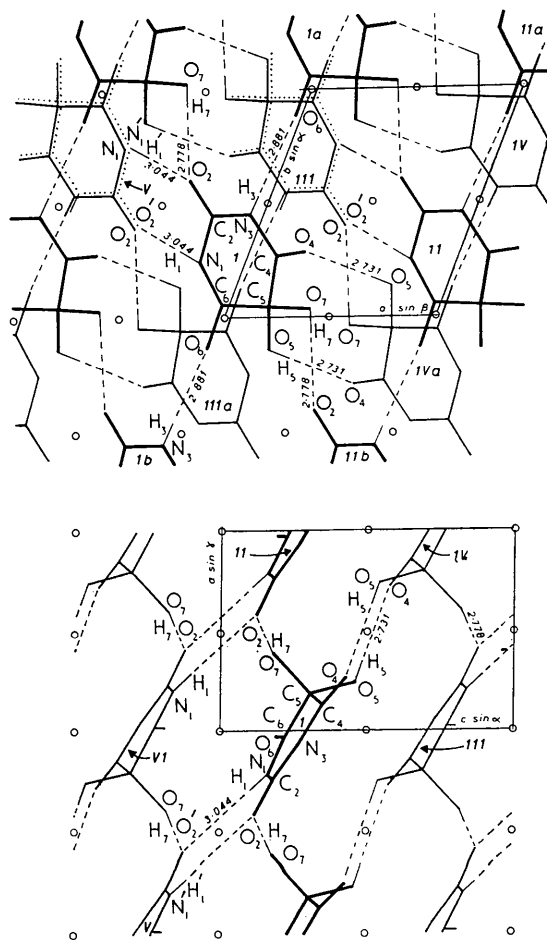 1a
11a
O₇
H₇
O₆
N₁
N₁'
H₁'
2·778
2·881
b sin α
1V
3·044
V
O₂
111
H₃
O₂'
O₂
O₂'
O₂
C₂
N₃
11
3·044
O₄
H₁
N₁
1
C₄
2·731
O₅
C₆
C₅
O₇
a sin β
H₇
O₆
O₅
O₇
1Va
2·881
H₅
2·731
2·778
O₄
111a
O₂
H₃
1b
N₃
11b
a sin γ
11
1V
O₅
O₄
O₇
O₂
H₅
2·731
2·778
H₇
O₂
H₇
O₇
H₁
O₄
H₅
N₁
C₅
O₅
C₆
1
C₄
c sin α
V1
O₆
N₃
111
N₁
H₁
C₂
O₇
O₂'
3·044
H₇
O₂
H₇
O₇
N₁'
H₁'
V